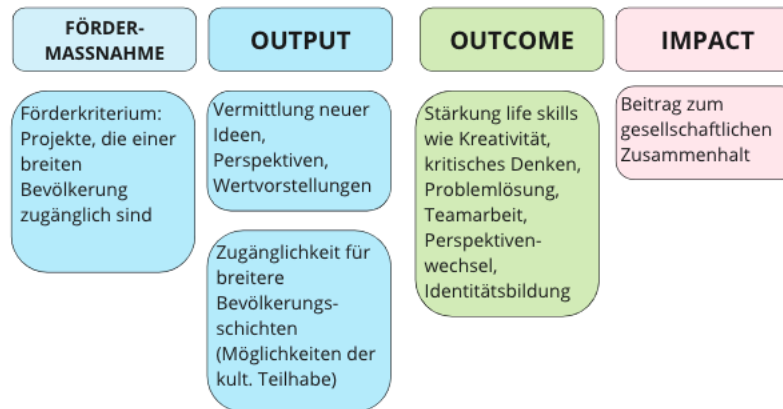 FÖRDER-
MASSNAHME
OUTPUT
OUTCOME
IMPACT
Förderkriterium:
Projekte, die einer
breiten
Bevölkerung
zugänglich sind
Vermittlung neuer
Ideen,
Perspektiven,
Wertvorstellungen
Zugänglichkeit für
breitere
Bevölkerungs-
schichten
(Möglichkeiten der
kult. Teilhabe)
Stärkung life skills
wie Kreativität,
kritisches Denken,
Problemlösung,
Teamarbeit,
Perspektiven-
wechsel,
Identitätsbildung
Beitrag zum
gesellschaftlichen
Zusammenhalt